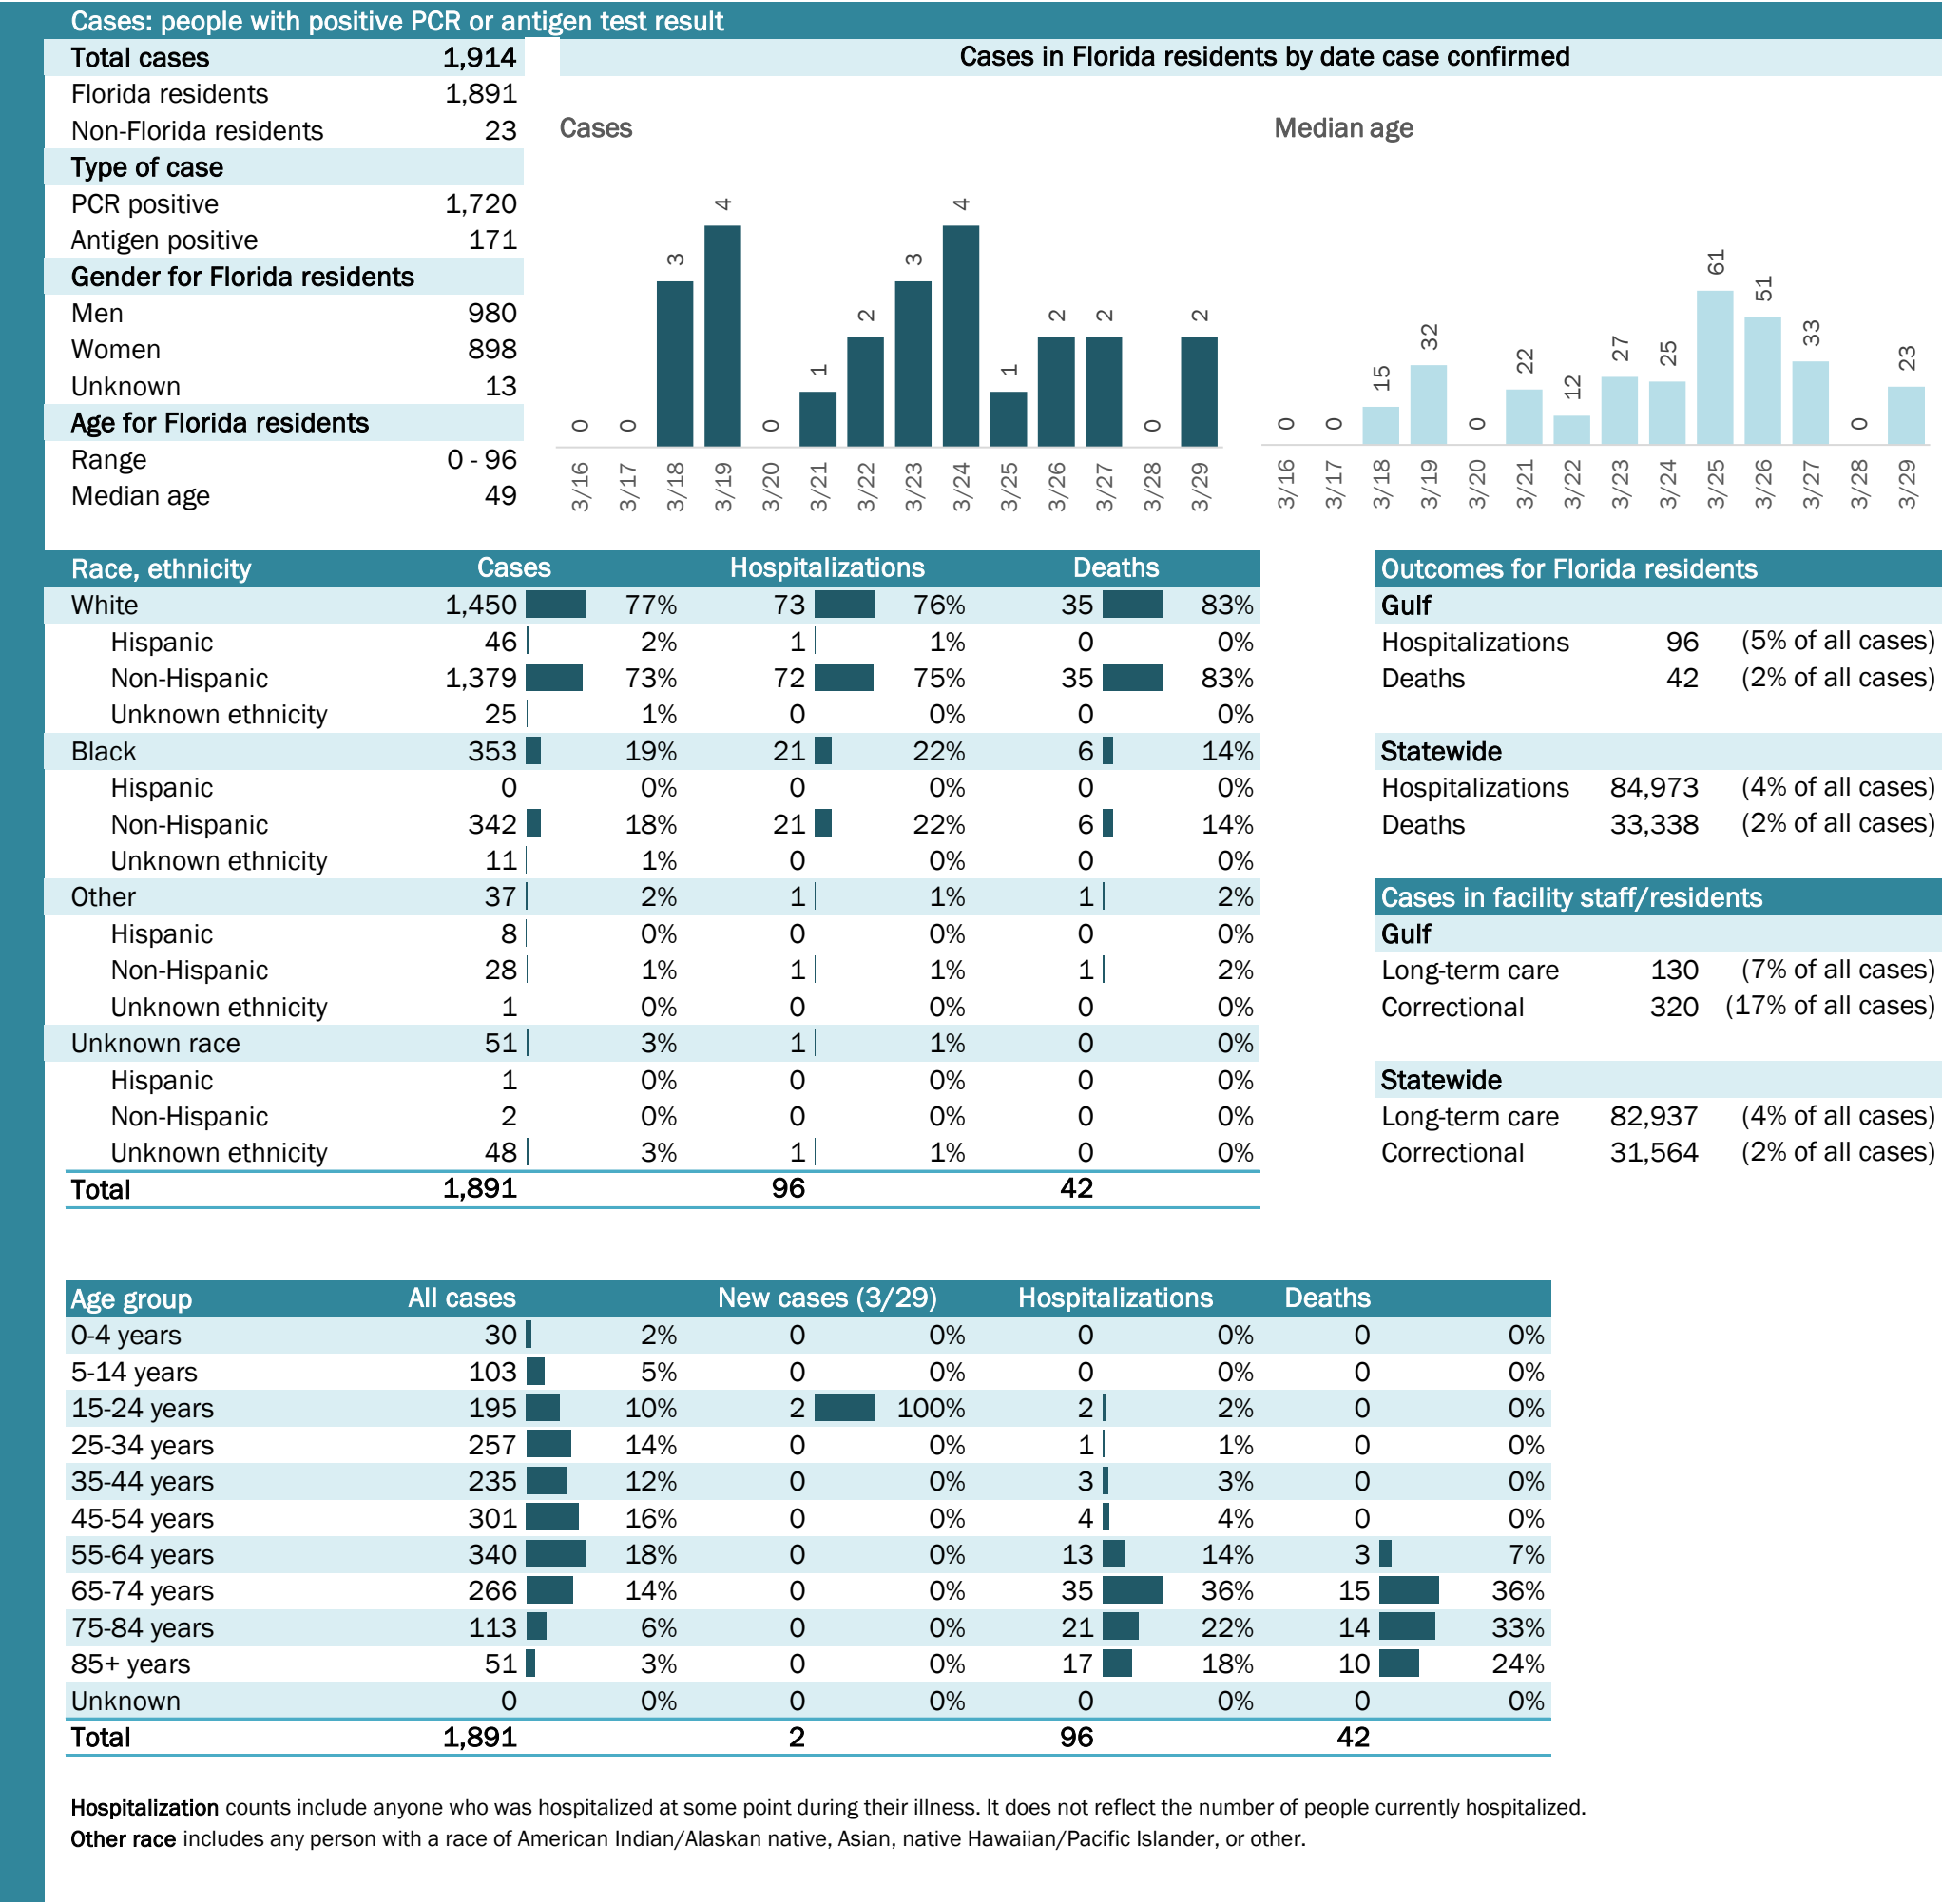 Cases: people with positive PCR or antigen test result
Total cases 1,914
Florida residents 1,891
Non-Florida residents 23
Type of case
PCR positive 1,720
Antigen positive 171
Gender for Florida residents
Men 980
Women 898
Unknown 13
Age for Florida residents
Range 0 - 96
Median age 49
Cases in Florida residents by date case confirmed
Cases
0 0 3 4 0 1 2 3 4 1 2 2 0 2
3/16 3/17 3/18 3/19 3/20 3/21 3/22 3/23 3/24 3/25 3/26 3/27 3/28 3/29
Median age
0 0 15 32 0 22 12 27 25 61 51 33 0 23
3/16 3/17 3/18 3/19 3/20 3/21 3/22 3/23 3/24 3/25 3/26 3/27 3/28 3/29
Race, ethnicity Cases Hospitalizations Deaths
White 1,450 77% 73 76% 35 83%
Hispanic 46 2% 1 1% 0 0%
Non-Hispanic 1,379 73% 72 75% 35 83%
Unknown ethnicity 25 1% 0 0% 0 0%
Black 353 19% 21 22% 6 14%
Hispanic 0 0% 0 0% 0 0%
Non-Hispanic 342 18% 21 22% 6 14%
Unknown ethnicity 11 1% 0 0% 0 0%
Other 37 2% 1 1% 1 2%
Hispanic 8 0% 0 0% 0 0%
Non-Hispanic 28 1% 1 1% 1 2%
Unknown ethnicity 1 0% 0 0% 0 0%
Unknown race 51 3% 1 1% 0 0%
Hispanic 1 0% 0 0% 0 0%
Non-Hispanic 2 0% 0 0% 0 0%
Unknown ethnicity 48 3% 1 1% 0 0%
Total 1,891 96 42
Outcomes for Florida residents
Gulf
Hospitalizations 96 (5% of all cases)
Deaths 42 (2% of all cases)
Statewide
Hospitalizations 84,973 (4% of all cases)
Deaths 33,338 (2% of all cases)
Cases in facility staff/residents
Gulf
Long-term care 130 (7% of all cases)
Correctional 320 (17% of all cases)
Statewide
Long-term care 82,937 (4% of all cases)
Correctional 31,564 (2% of all cases)
Age group All cases New cases (3/29) Hospitalizations Deaths
0-4 years 30 2% 0 0% 0 0% 0 0%
5-14 years 103 5% 0 0% 0 0% 0 0%
15-24 years 195 10% 2 100% 2 2% 0 0%
25-34 years 257 14% 0 0% 1 1% 0 0%
35-44 years 235 12% 0 0% 3 3% 0 0%
45-54 years 301 16% 0 0% 4 4% 0 0%
55-64 years 340 18% 0 0% 13 14% 3 7%
65-74 years 266 14% 0 0% 35 36% 15 36%
75-84 years 113 6% 0 0% 21 22% 14 33%
85+ years 51 3% 0 0% 17 18% 10 24%
Unknown 0 0% 0 0% 0 0% 0 0%
Total 1,891 2 96 42
Hospitalization counts include anyone who was hospitalized at some point during their illness. It does not reflect the number of people currently hospitalized.
Other race includes any person with a race of American Indian/Alaskan native, Asian, native Hawaiian/Pacific Islander, or other.